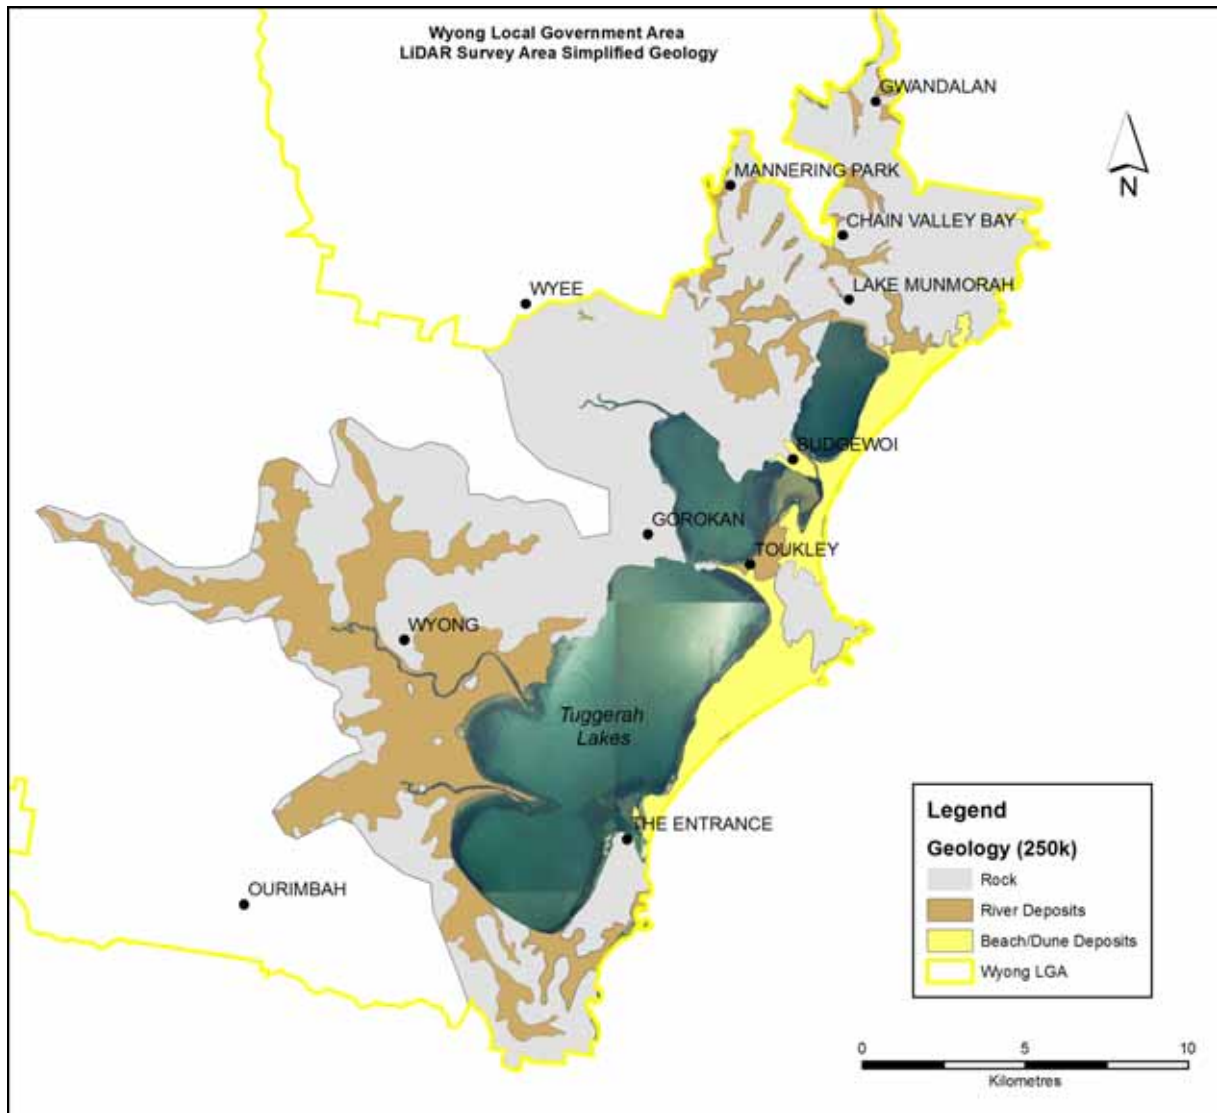 Wyong Local Government Area
LiDAR Survey Area Simplified Geology
GWANDALAN
N
MANNERING PARK
CHAIN VALLEY BAY
WYEE
LAKE MUNMORAH
BUDGEWOI
GOROKAN
TOUKLEY
WYONG
Tuggerah
Lakes
THE ENTRANCE
OURIMBAH
Legend
Geology (250k)
Rock
River Deposits
Beach/Dune Deposits
Wyong LGA
0 5 10
Kilometres